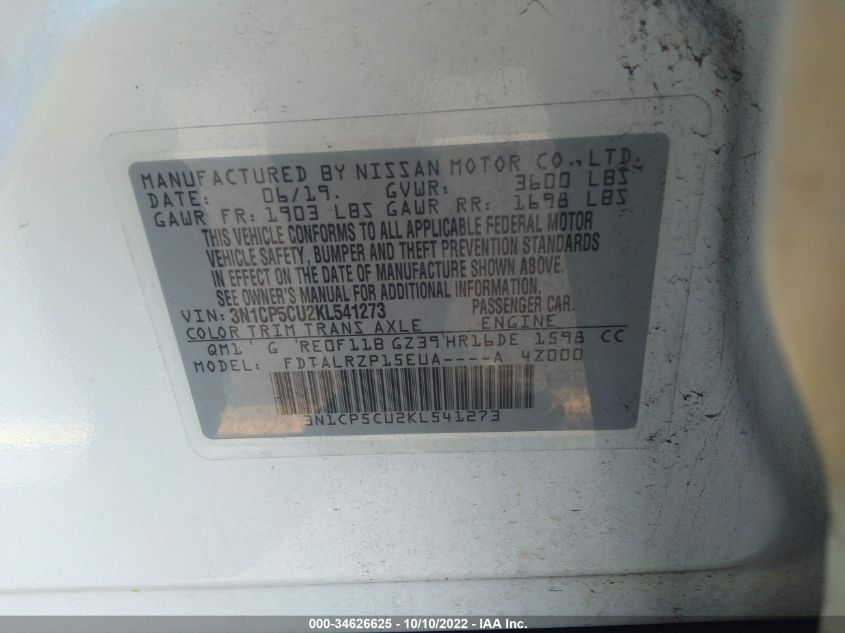 MANUFACTURED BY NISSAN MOTOR CO.,LTD.
DATE: 06/19. GVWR: 3600 LBS
GAWR FR: 1903 LBS GAWR RR: 1698 LBS
THIS VEHICLE CONFORMS TO ALL APPLICABLE FEDERAL MOTOR
VEHICLE SAFETY, BUMPER AND THEFT PREVENTION STANDARDS
IN EFFECT ON THE DATE OF MANUFACTURE SHOWN ABOVE.
SEE OWNER'S MANUAL FOR ADDITIONAL INFORMATION.
VIN: 3N1CP5CU2KL541273 PASSENGER CAR.
COLOR TRIM TRANS AXLE ENGINE
QM1 G RE0F11B GZ39 HR16DE 1598 CC
MODEL: FDTALRZP15EUA----A 4Z000
3N1CP5CU2KL541273
000-34626625 - 10/10/2022 - IAA Inc.